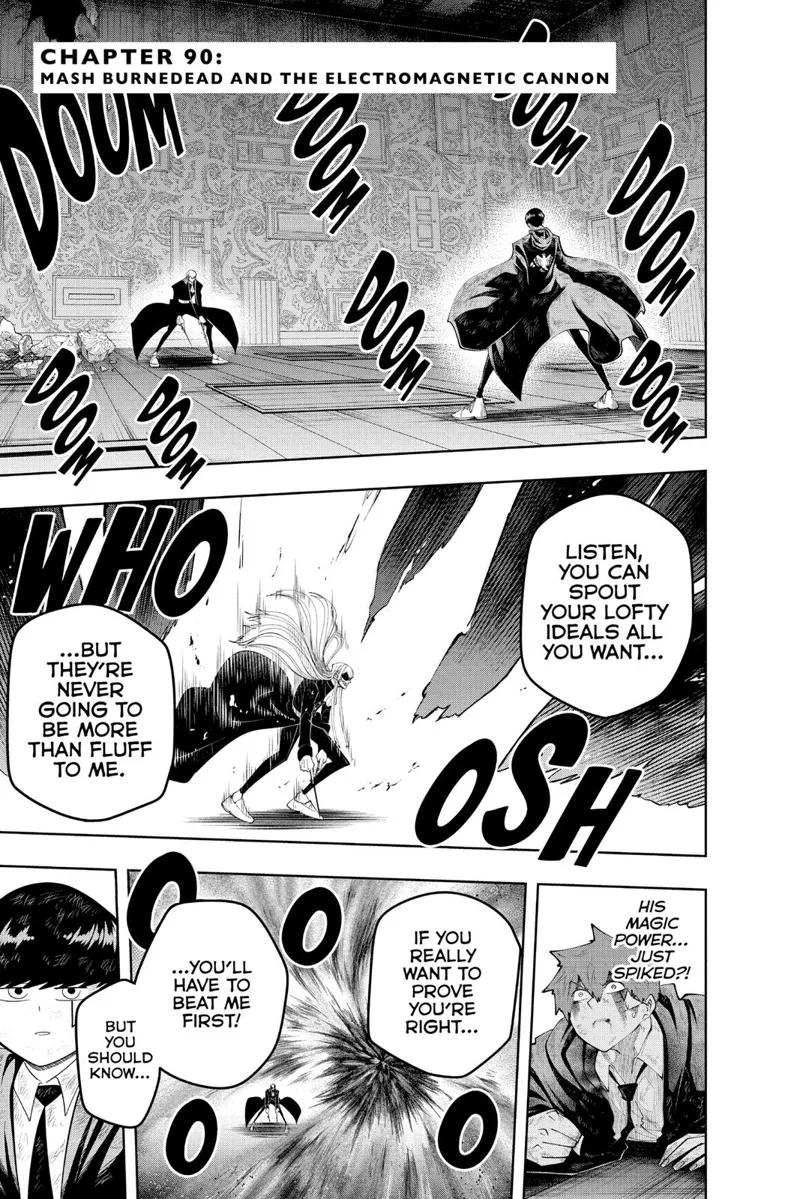 CHAPTER 90:
MASH BURNEDEAD AND THE ELECTROMAGNETIC CANNON
DOOM
DOOM
DOOM
DOOM
DOOM
DOOM
DOOM
DOOM
DOOM
WHO
OSH
LISTEN,
YOU CAN
SPOUT
YOUR LOFTY
IDEALS ALL
YOU WANT...
...BUT
THEY'RE
NEVER
GOING TO
BE MORE
THAN FLUFF
TO ME.
HIS
MAGIC
POWER...
JUST
SPIKED?!
IF YOU
REALLY
WANT TO
PROVE
YOU'RE
RIGHT...
...YOU'LL
HAVE TO
BEAT ME
FIRST!
O
O
O
O
O
BUT
YOU
SHOULD
KNOW...